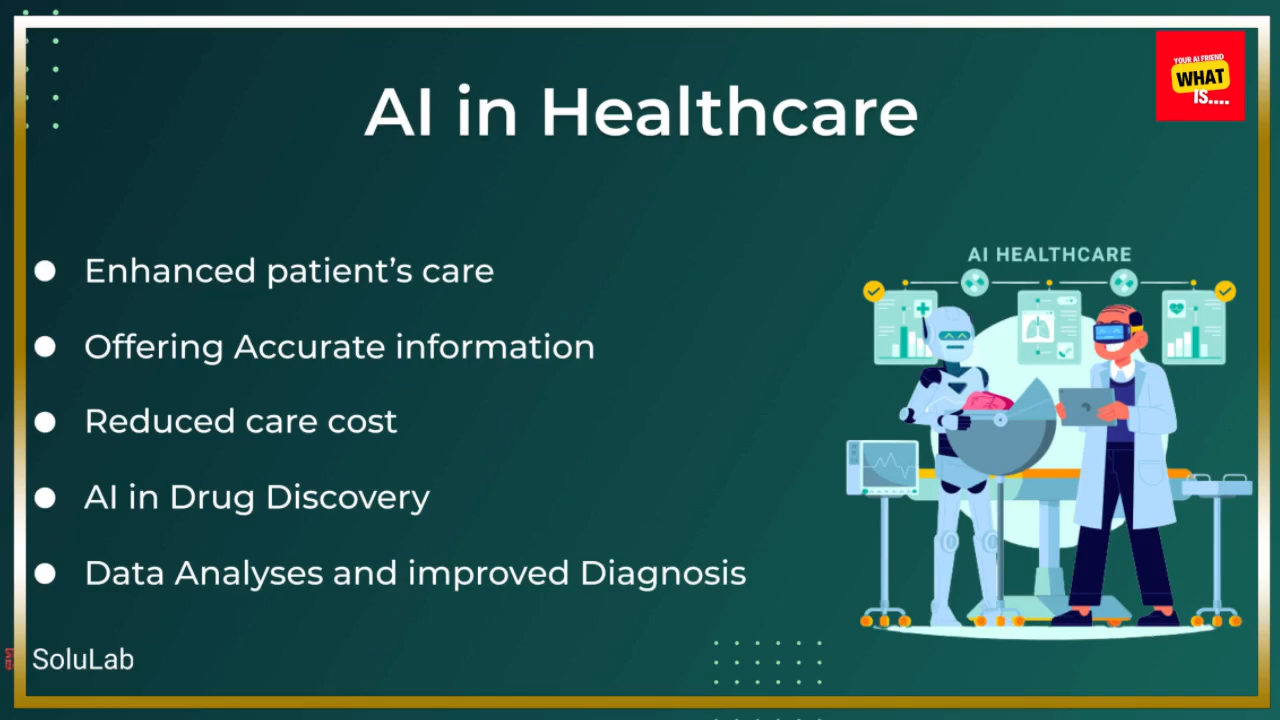 YOUR AI FRIEND
WHAT
IS....
AI in Healthcare
Enhanced patient’s care
Offering Accurate information
Reduced care cost
AI in Drug Discovery
Data Analyses and improved Diagnosis
AI HEALTHCARE
SoluLab